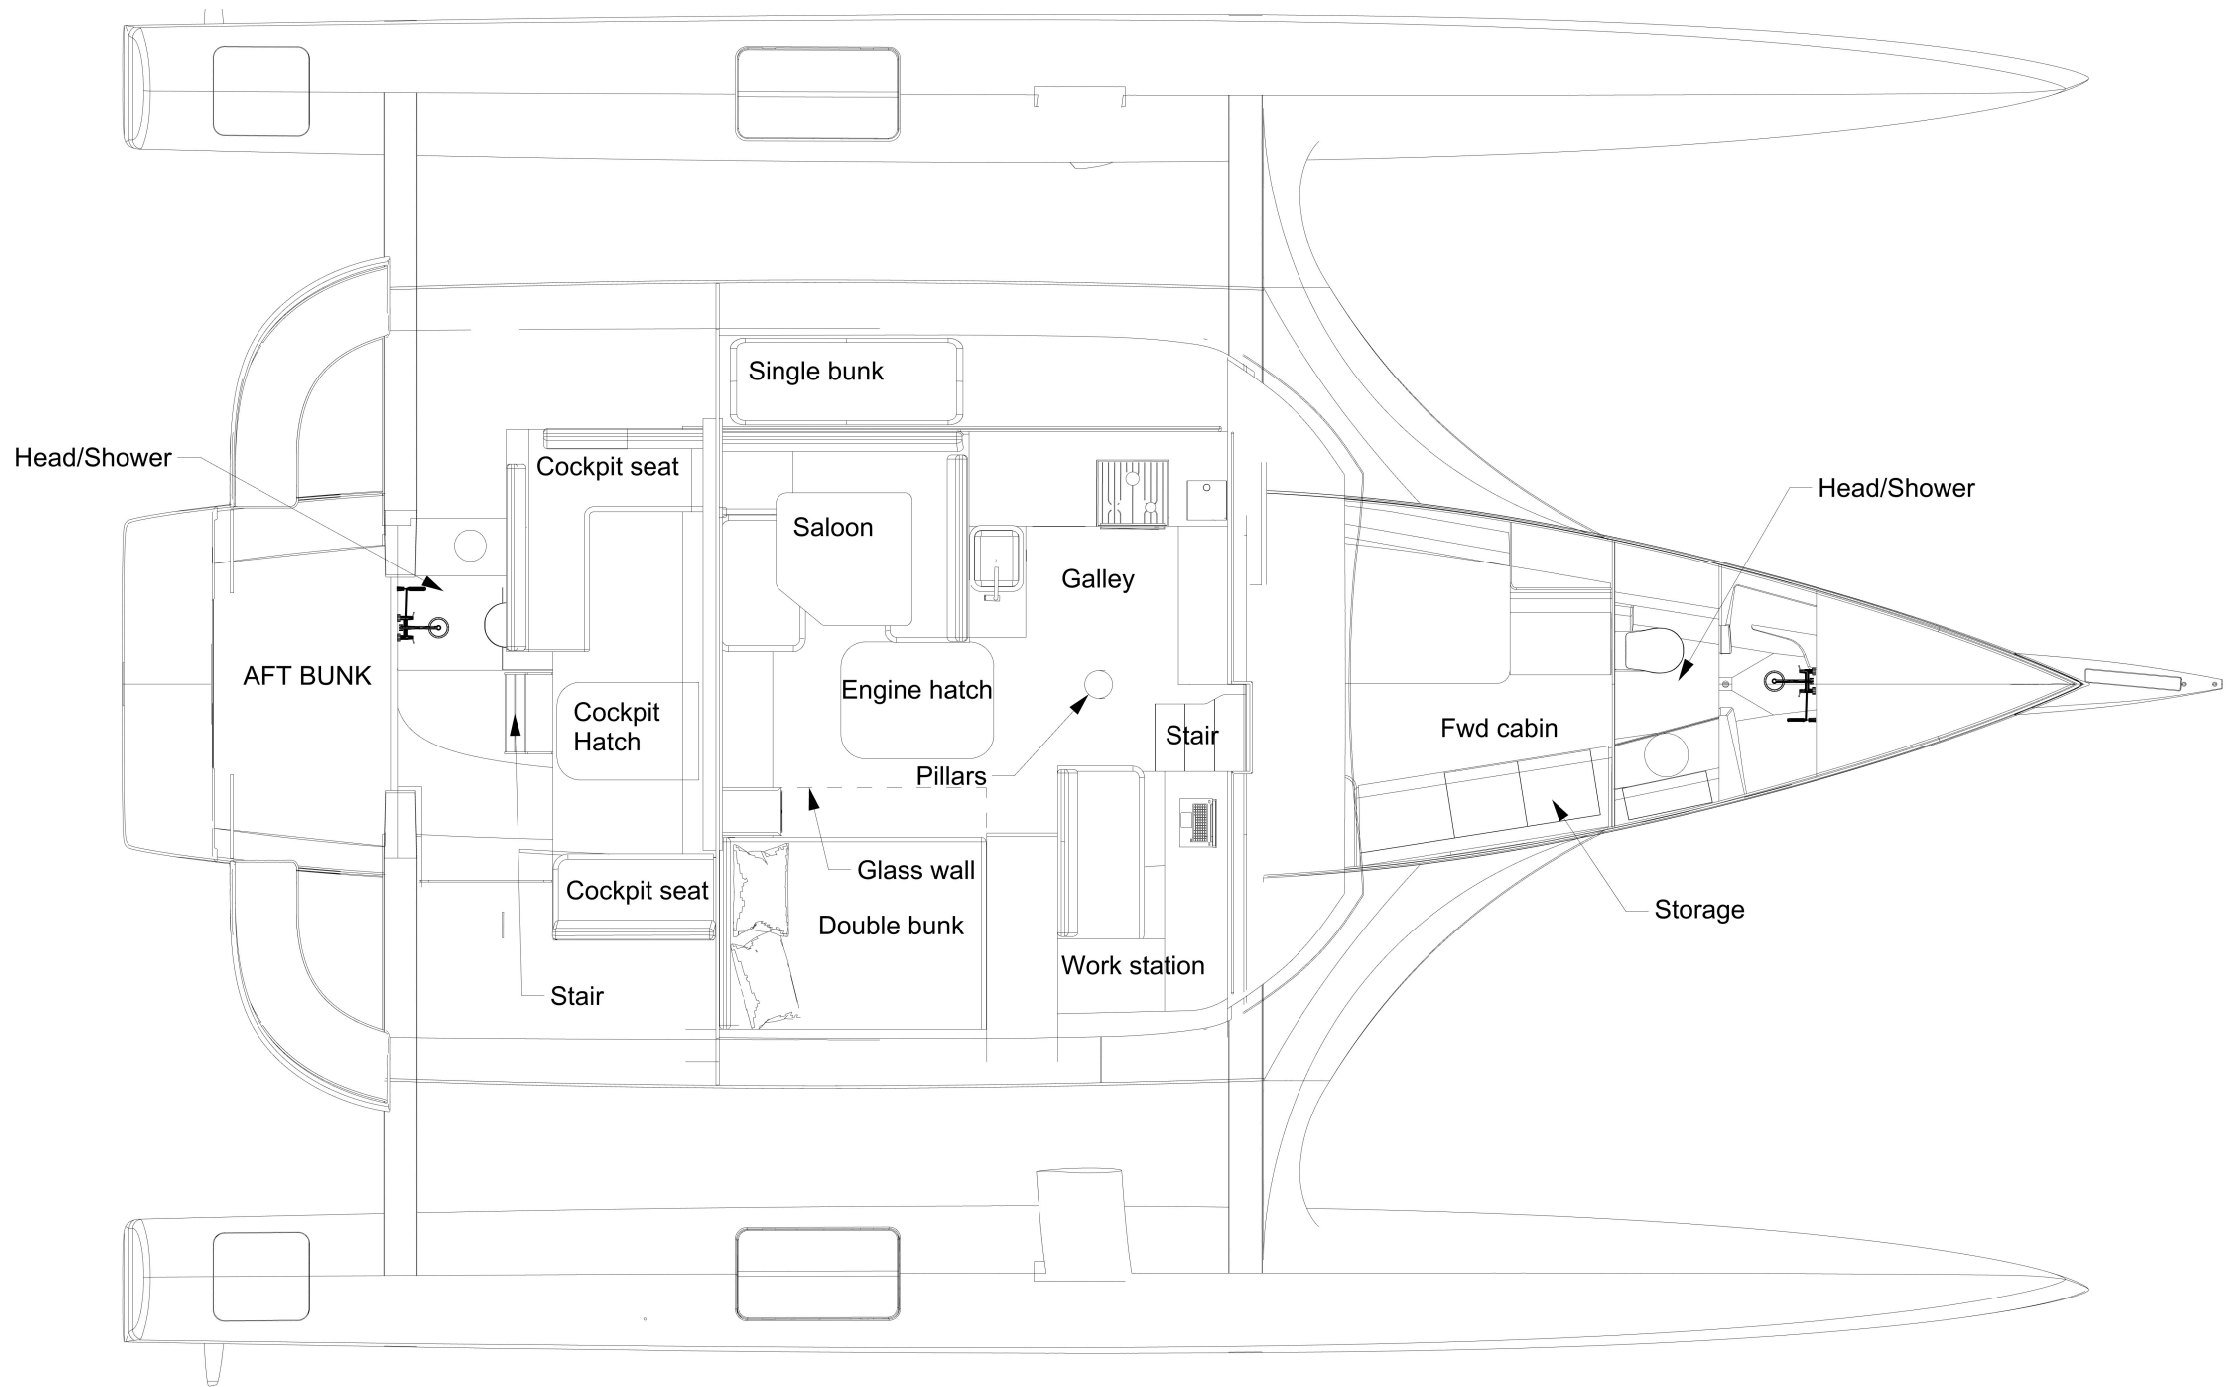 Single bunk
Head/Shower
Cockpit seat
Head/Shower
Saloon
Galley
AFT BUNK
Engine hatch
Cockpit
Hatch
Fwd cabin
Stair
Pillars
Glass wall
Cockpit seat
Storage
Double bunk
Work station
Stair